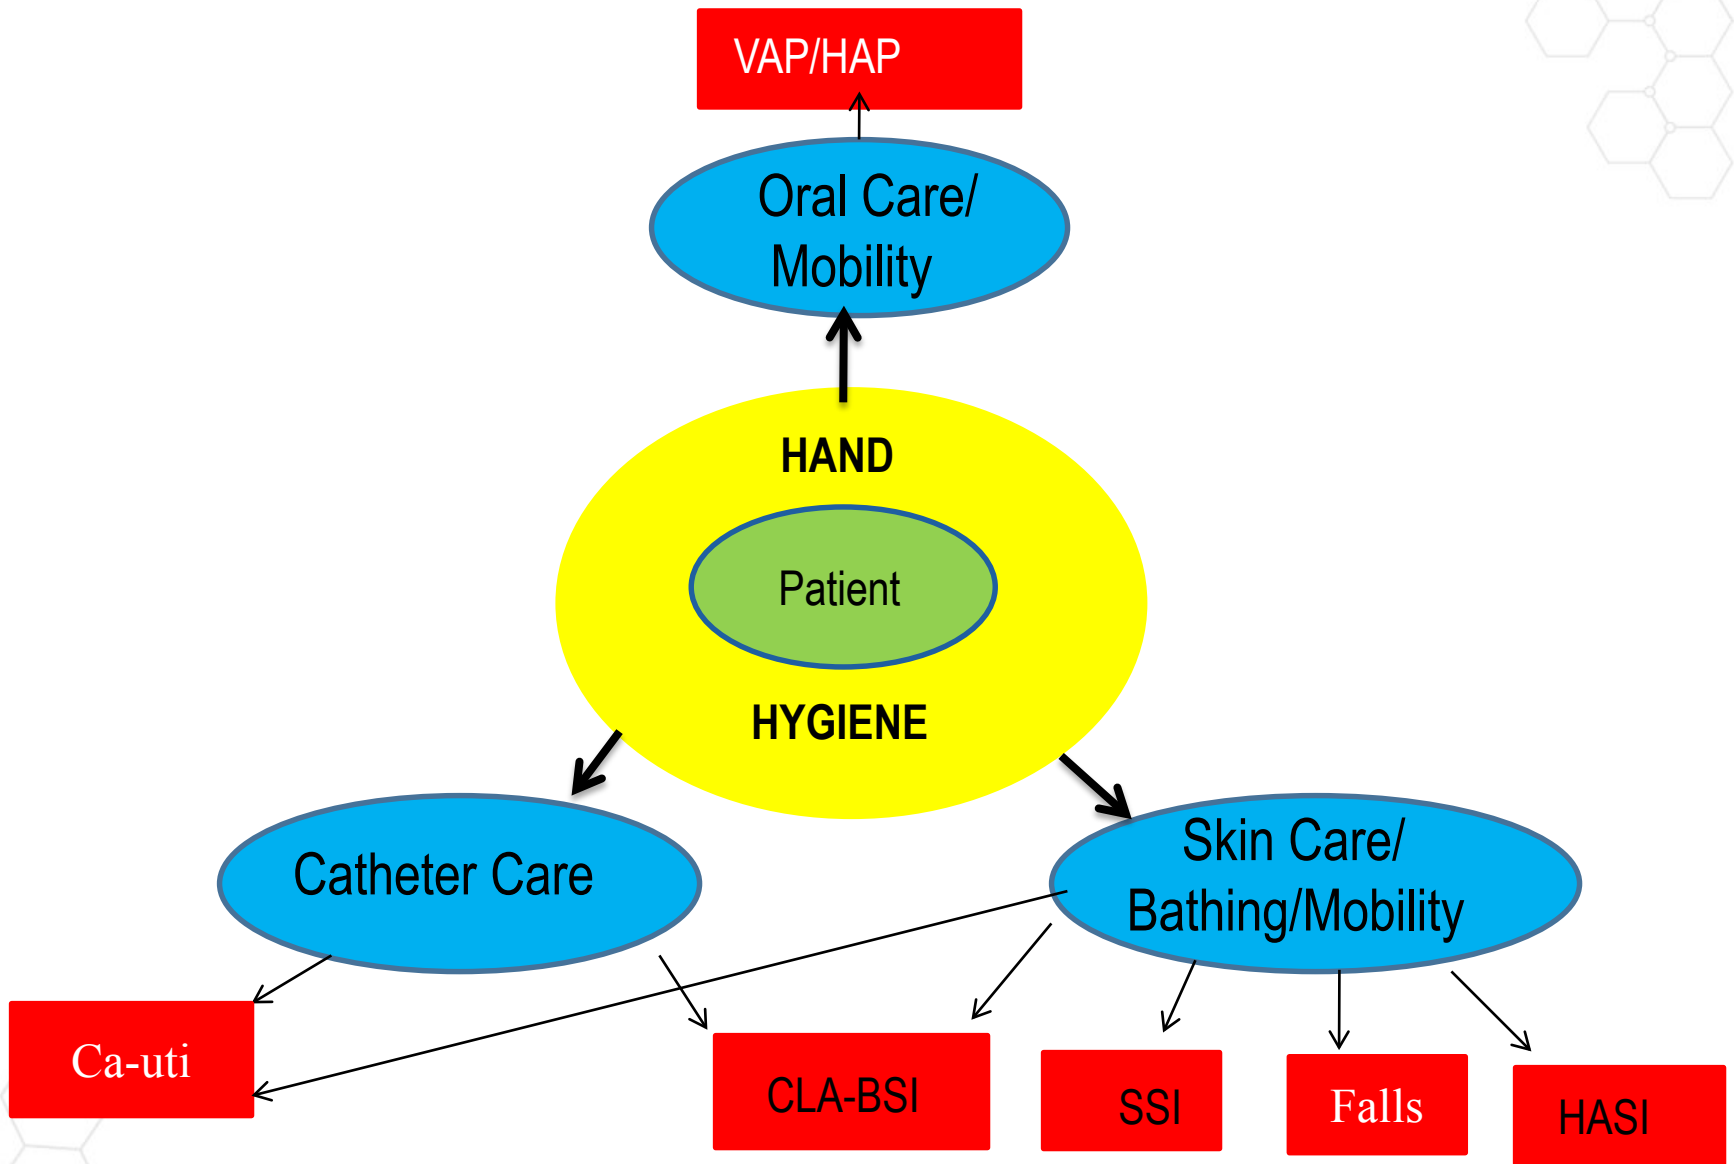 VAP/HAP
Oral Care/
Mobility
HAND
Patient
HYGIENE
Catheter Care
Skin Care/
Bathing/Mobility
Ca-uti
CLA-BSI
SSI
Falls
HASI